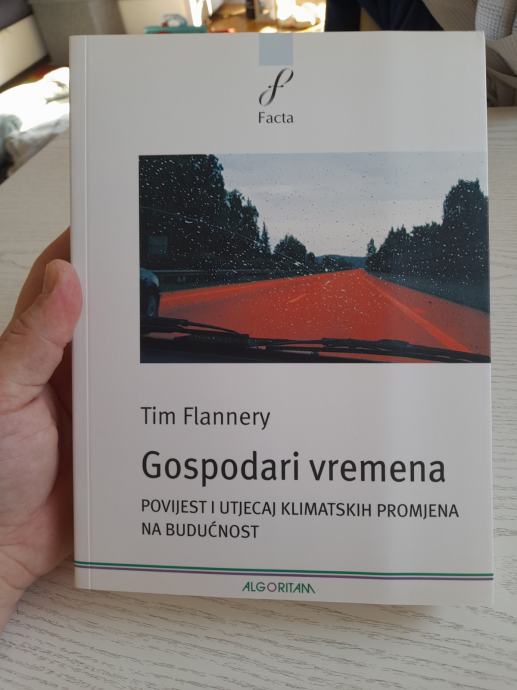 Facta
Tim Flannery
Gospodari vremena
POVIJEST I UTJECAJ KLIMATSKIH PROMJENA
NA BUDUĆNOST
ALGORITAM